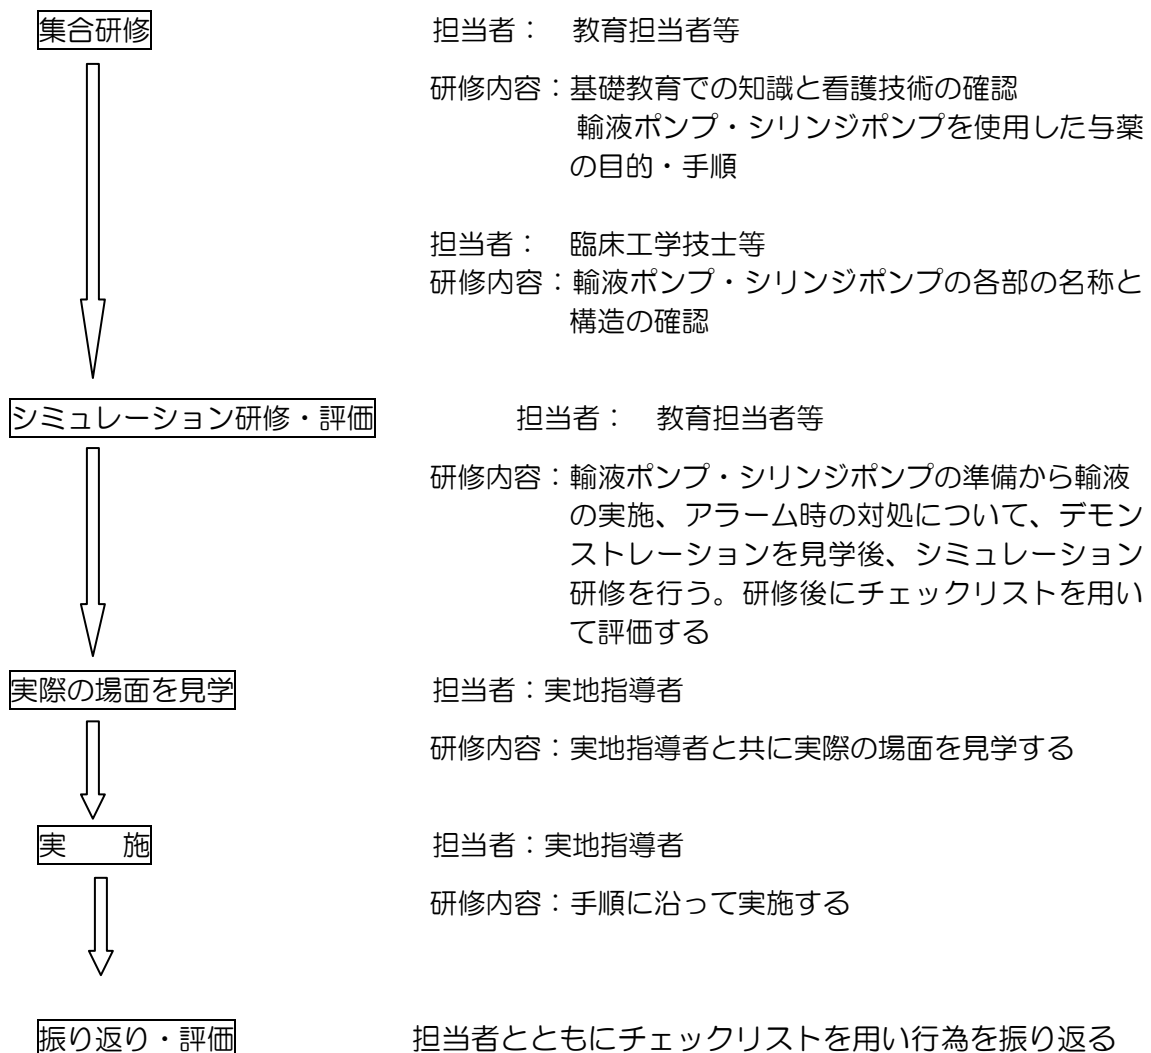 集合研修　担当者：　教育担当者等
研修内容：基礎教育での知識と看護技術の確認
輸液ポンプ・シリンジポンプを使用した与薬
の目的・手順
担当者：　臨床工学技士等
研修内容：輸液ポンプ・シリンジポンプの各部の名称と
構造の確認
シミュレーション研修・評価　担当者：　教育担当者等
研修内容：輸液ポンプ・シリンジポンプの準備から輸液
の実施、アラーム時の対処について、デモン
ストレーションを見学後、シミュレーション
研修を行う。研修後にチェックリストを用い
て評価する
実際の場面を見学　担当者：実地指導者
研修内容：実地指導者と共に実際の場面を見学する
実　施　担当者：実地指導者
研修内容：手順に沿って実施する
振り返り・評価　担当者とともにチェックリストを用い行為を振り返る